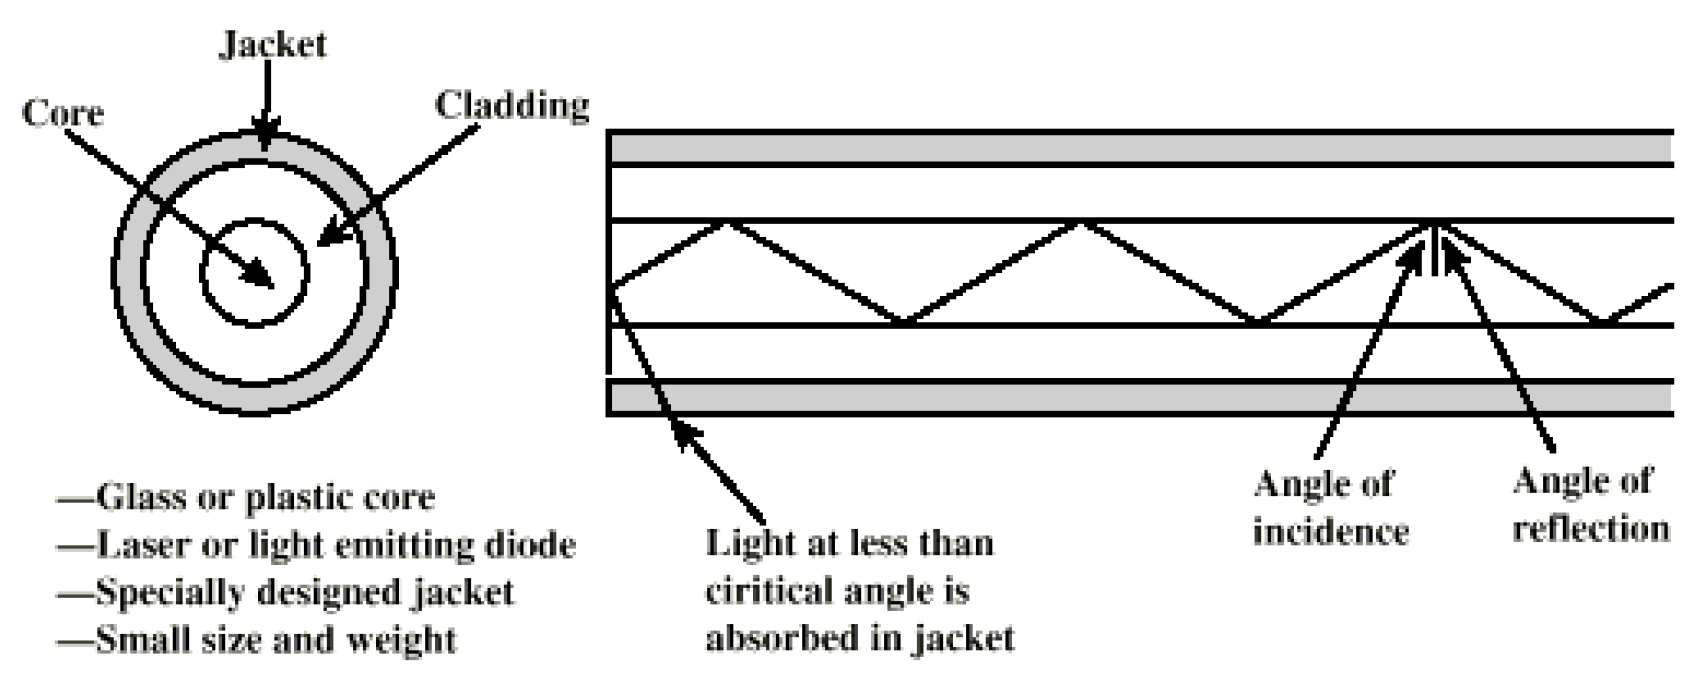 Jacket
Core
Cladding
—Glass or plastic core
—Laser or light emitting diode
—Specially designed jacket
—Small size and weight
Light at less than
ciritical angle is
absorbed in jacket
Angle of
incidence
Angle of
reflection